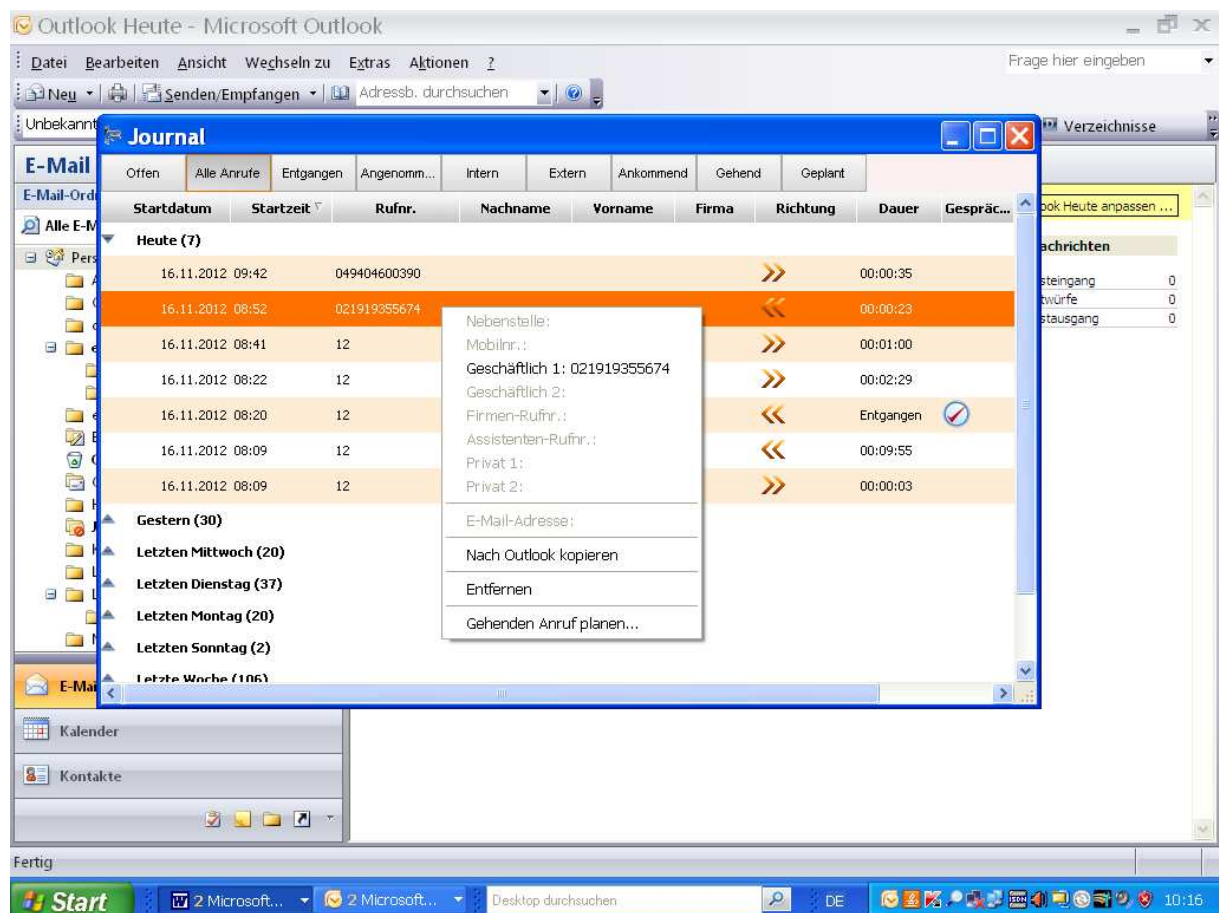 Outlook Heute - Microsoft Outlook
Datei Bearbeiten Ansicht Wechseln zu Extras Aktionen ?
Frage hier eingeben
Neu Senden/Empfangen Adressb. durchsuchen
Unbekannt
Verzeichnisse
Journal
E-Mail
E-Mail-Ord
Alle E-M
Pers
Offen Alle Anrufe Entgangen Angenomm... Intern Extern Ankommend Gehend Geplant
Startdatum Startzeit Rufnr. Nachname Vorname Firma Richtung Dauer Gespräc...
ook Heute anpassen ...
Heute (7)
achrichten
16.11.2012 09:42 049404600390 00:00:35
steingang 0
16.11.2012 08:52 021919355674 00:00:23
twürfe 0
stausgang 0
16.11.2012 08:41 12 00:01:00
16.11.2012 08:22 12 00:02:29
16.11.2012 08:20 12 Entgangen
16.11.2012 08:09 12 00:09:55
16.11.2012 08:09 12 00:00:03
Nebenstelle:
Mobilnr.:
Geschäftlich 1: 021919355674
Geschäftlich 2:
Firmen-Rufnr.:
Assistenten-Rufnr.:
Privat 1:
Privat 2:
E-Mail-Adresse:
Nach Outlook kopieren
Entfernen
Gehenden Anruf planen...
Gestern (30)
Letzten Mittwoch (20)
Letzten Dienstag (37)
Letzten Montag (20)
Letzten Sonntag (2)
Letzte Woche (106)
E-Mai
Kalender
Kontakte
Fertig
Start 2 Microsoft... 2 Microsoft... Desktop durchsuchen DE 10:16